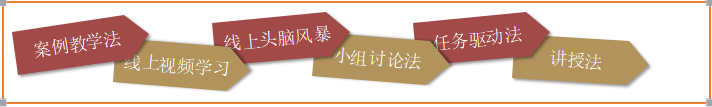 案例教学法
线上视频学习
线上头脑风暴
小组讨论法
任务驱动法
讲授法